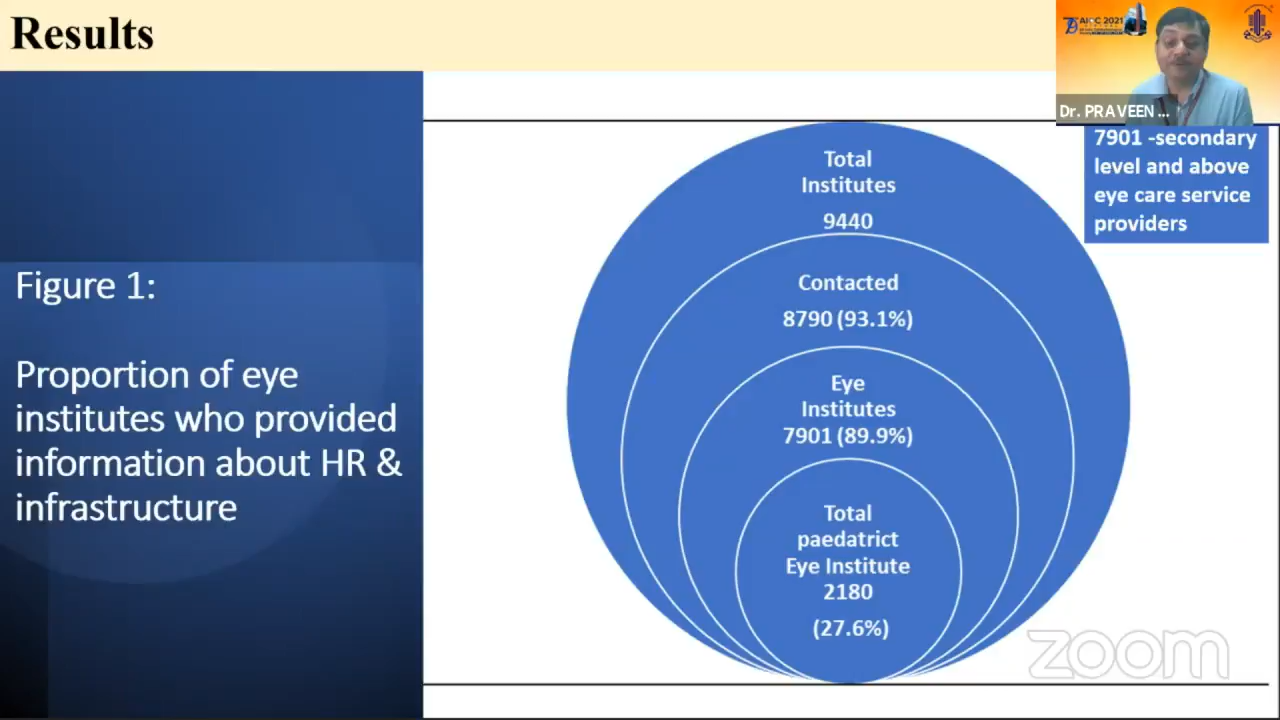 Results
AIOC 2021
Dr. PRAVEEN ...
7901 -secondary
level and above
eye care service
providers
Figure 1:
Proportion of eye
institutes who provided
information about HR &
infrastructure
Total
Institutes
9440
Contacted
8790 (93.1%)
Eye
Institutes
7901 (89.9%)
Total
paedatrict
Eye Institute
2180
(27.6%)
zoom